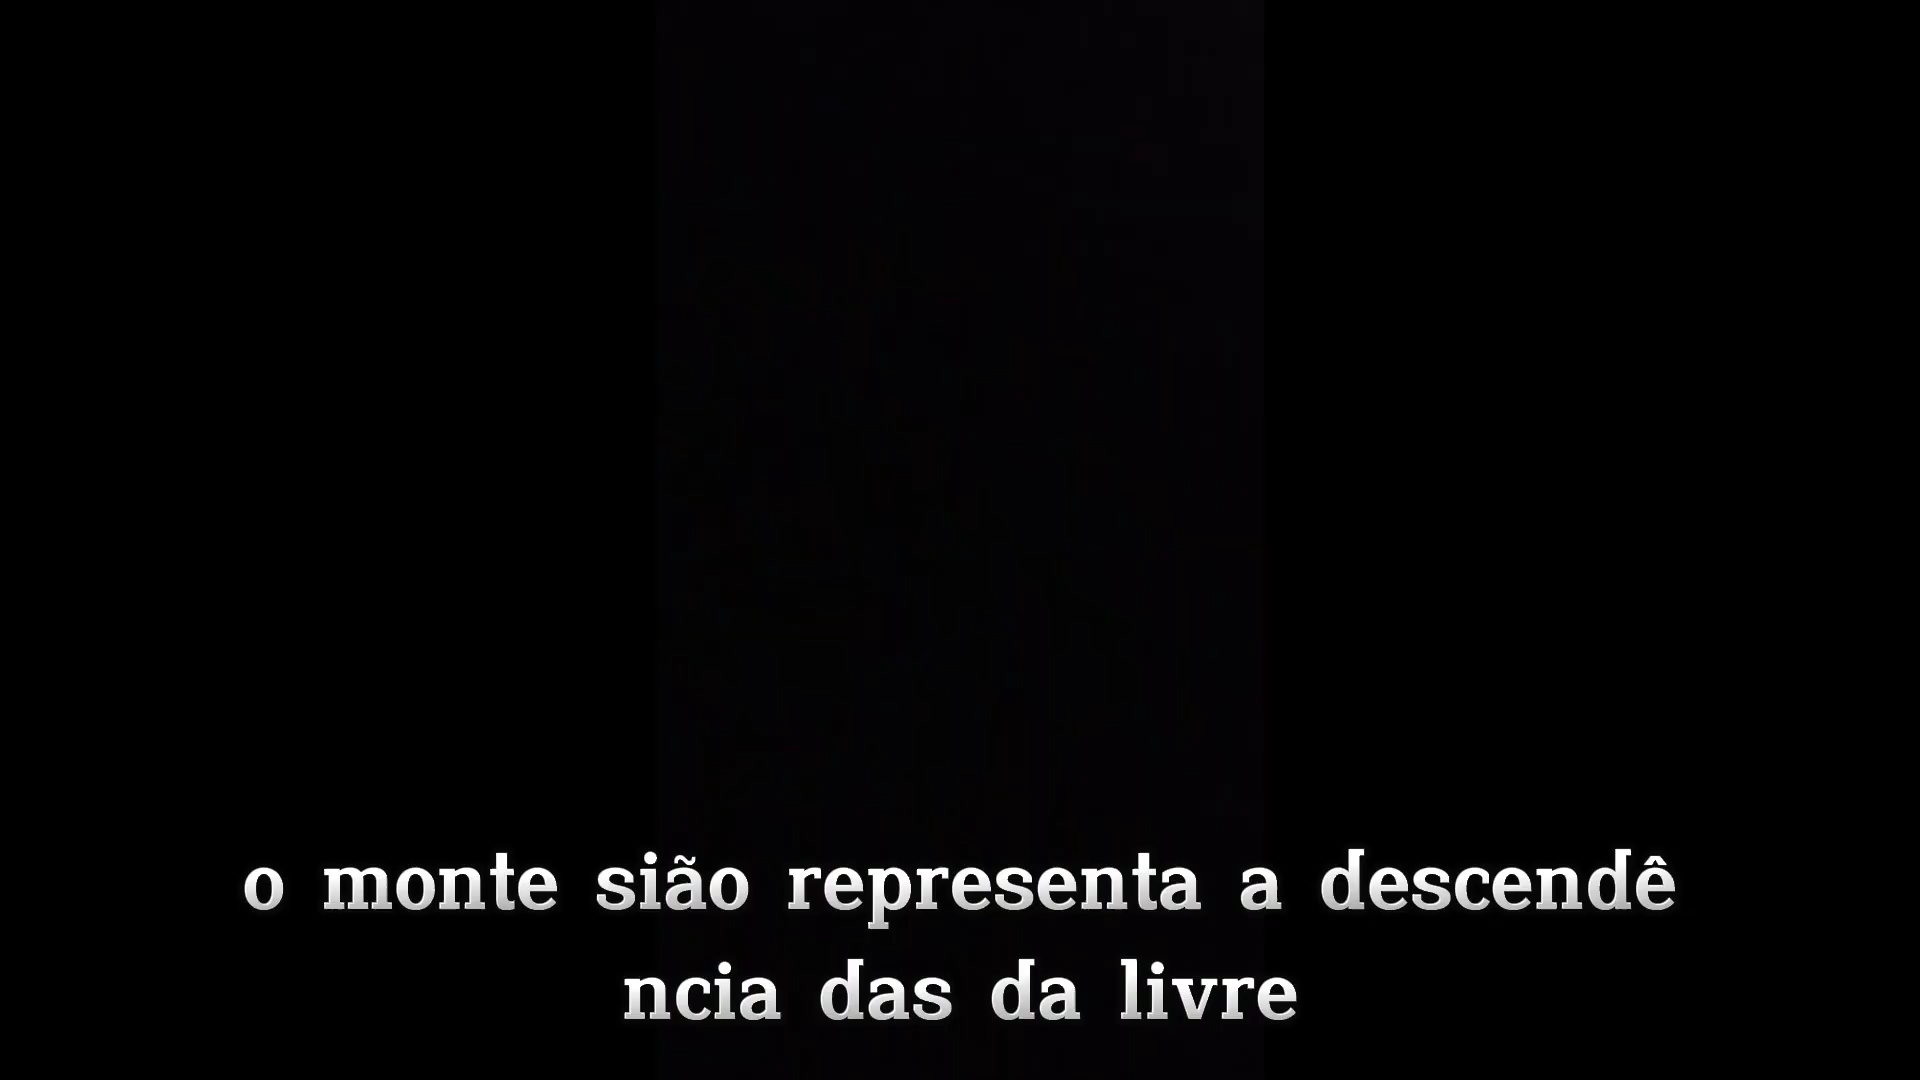 o monte sião representa a descendê
ncia das da livre